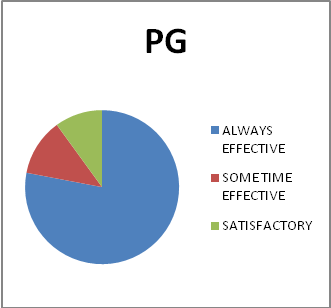 PG
ALWAYS
EFFECTIVE
SOMETIME
EFFECTIVE
SATISFACTORY